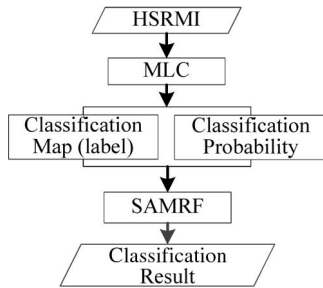 HSRMI
MLC
Classification
Map (label)
Classification
Probability
SAMRF
Classification
Result